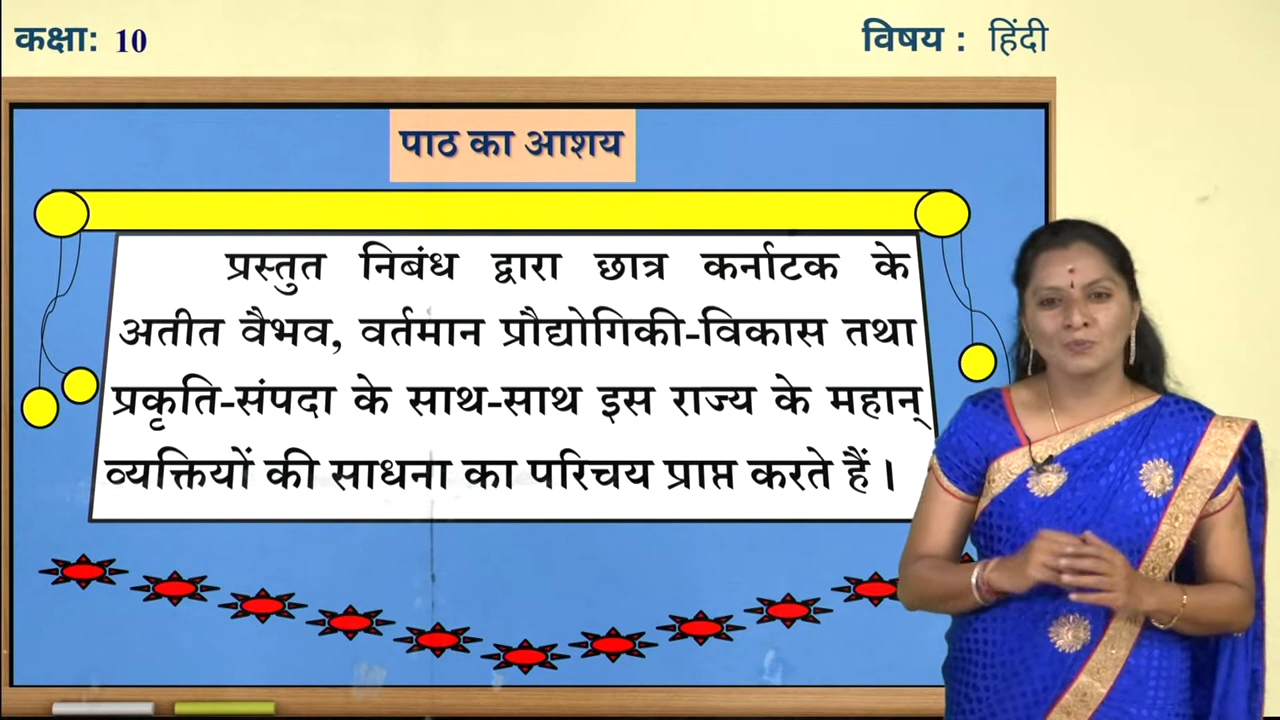 कक्षा: 10
विषय : हिंदी
पाठ का आशय
प्रस्तुत निबंध द्वारा छात्र कर्नाटक के
अतीत वैभव, वर्तमान प्रौद्योगिकी-विकास तथा
प्रकृति-संपदा के साथ-साथ इस राज्य के महान्
व्यक्तियों की साधना का परिचय प्राप्त करते हैं।